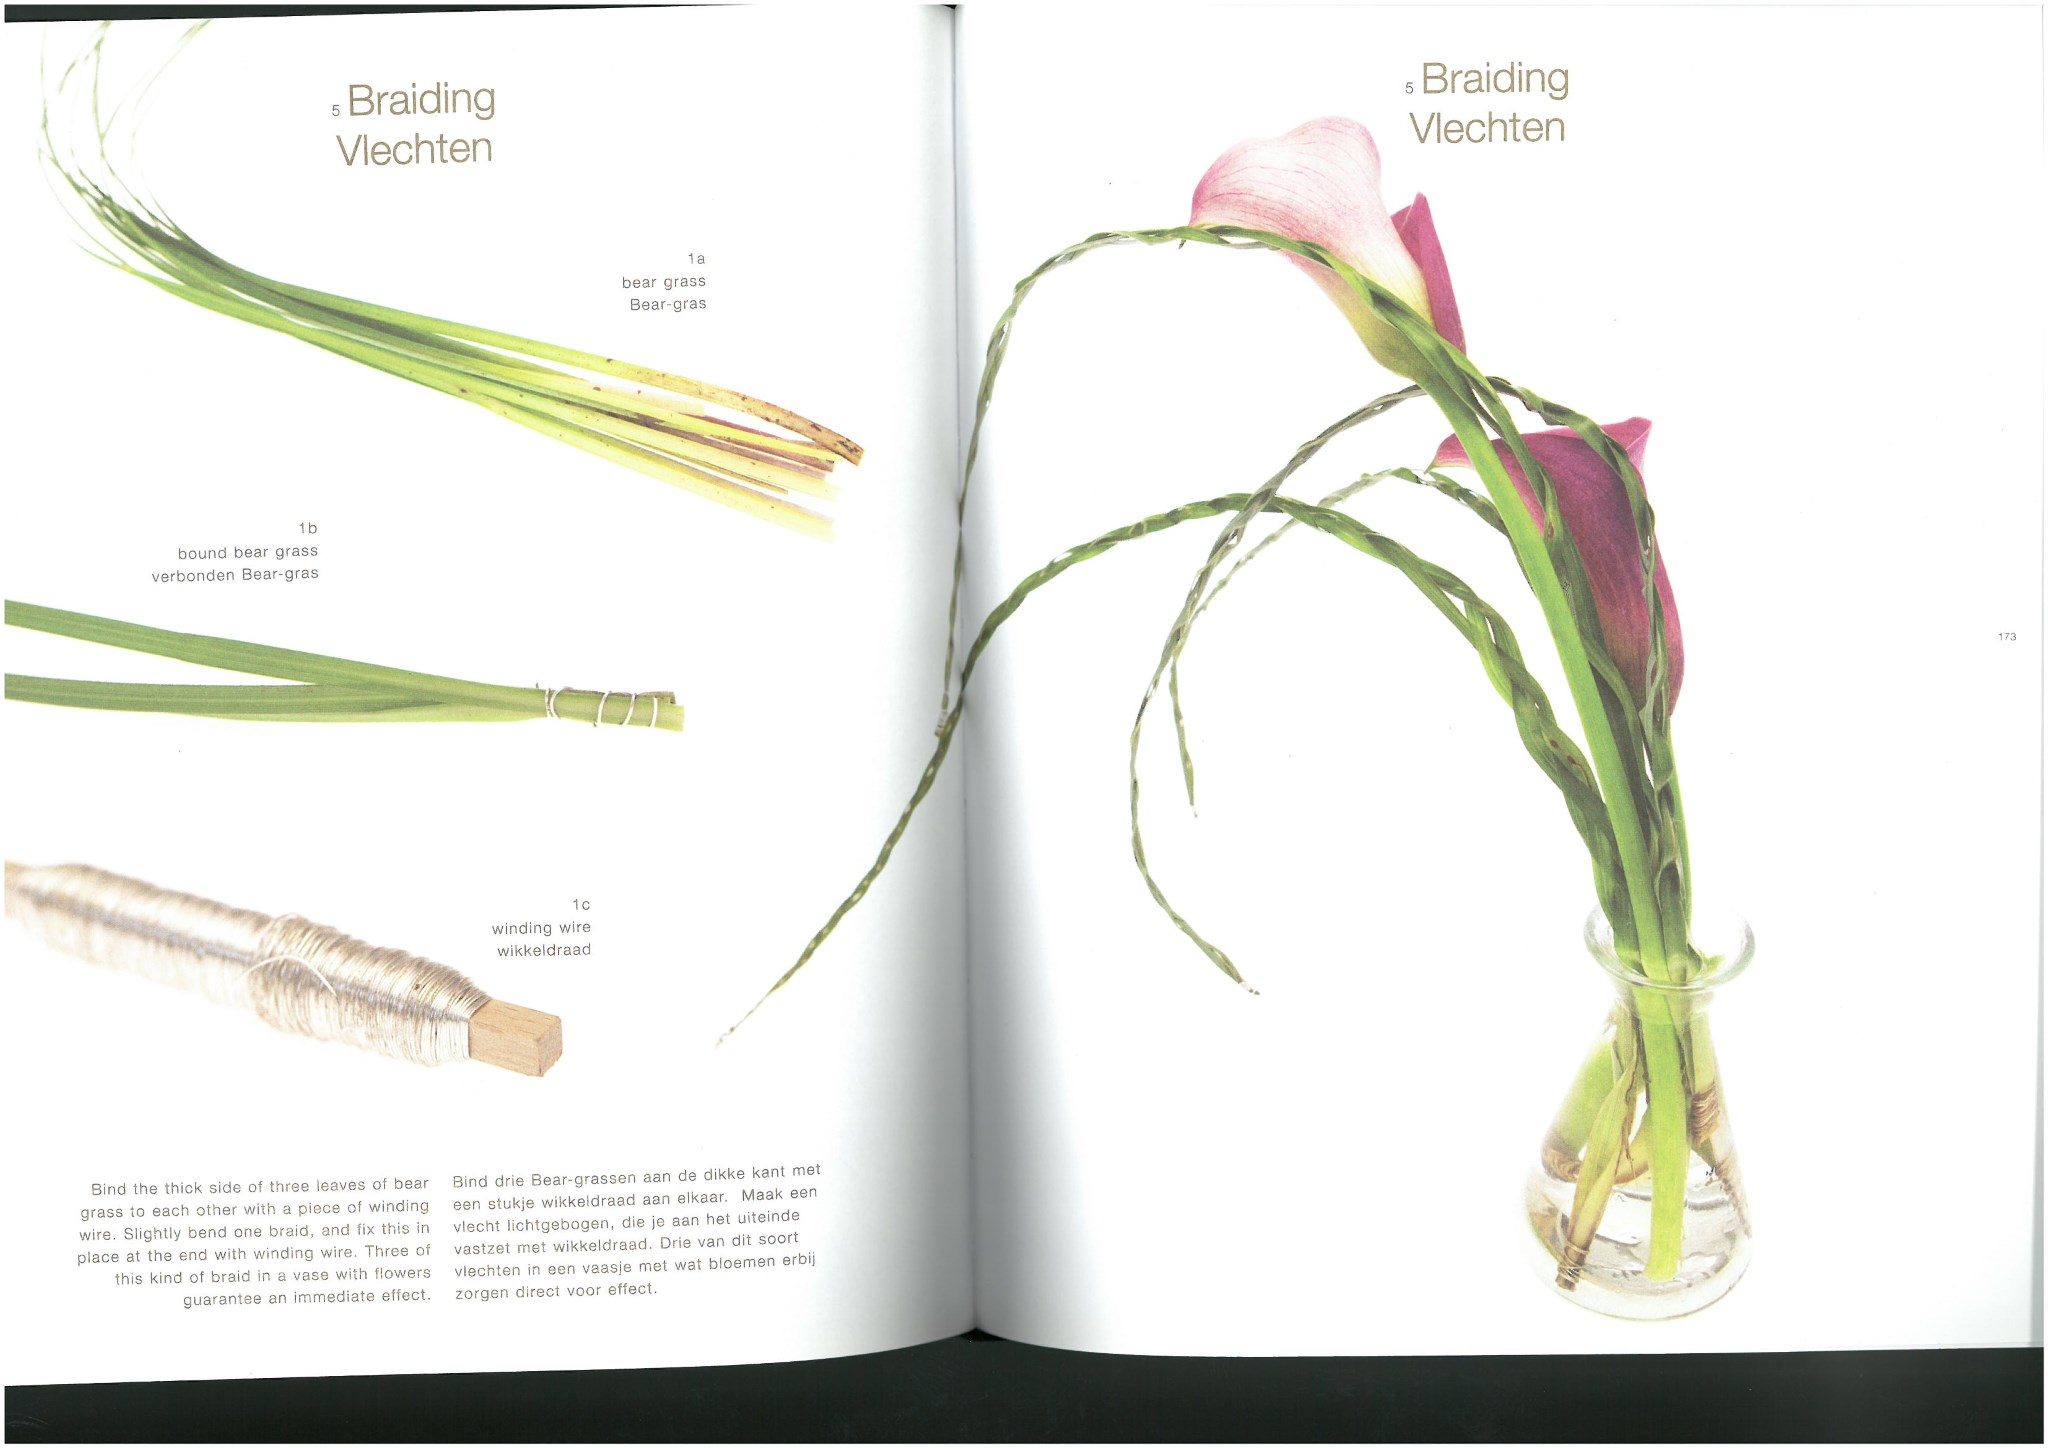 5 Braiding
Vlechten
1a
bear grass
Bear-gras
1b
bound bear grass
verbonden Bear-gras
1c
winding wire
wikkeldraad
Bind the thick side of three leaves of bear
grass to each other with a piece of winding
wire. Slightly bend one braid, and fix this in
place at the end with winding wire. Three of
this kind of braid in a vase with flowers
guarantee an immediate effect.
Bind drie Bear-grassen aan de dikke kant met
een stukje wikkeldraad aan elkaar. Maak een
vlecht lichtgebogen, die je aan het uiteinde
vastzet met wikkeldraad. Drie van dit soort
vlechten in een vaasje met wat bloemen erbij
zorgen direct voor effect.
5 Braiding
Vlechten
173